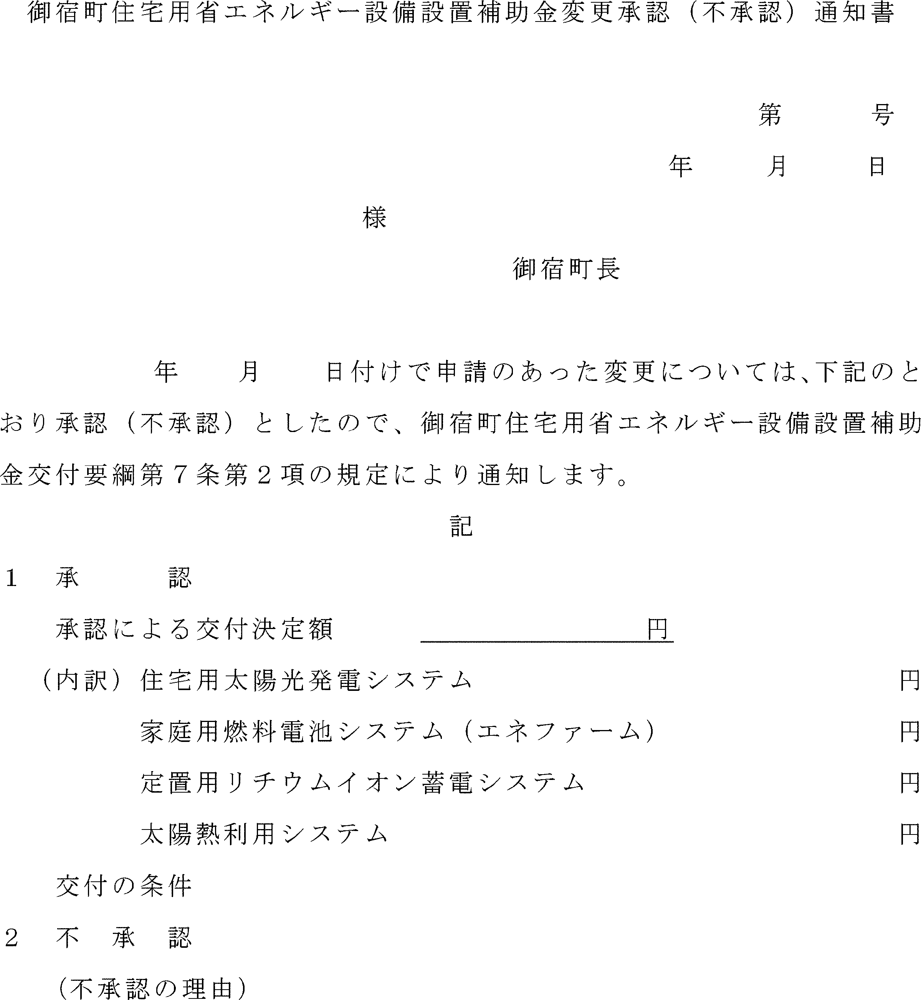 御宿町住宅用省エネルギー設備設置補助金変更承認（不承認）通知書
第　　　号
年　　　月　　　日
様
御宿町長
年　　月　　日付けで申請のあった変更については、下記のと
おり承認（不承認）としたので、御宿町住宅用省エネルギー設備設置補助
金交付要綱第７条第２項の規定により通知します。
記
１　承　　　認
承認による交付決定額　　　円
（内訳）住宅用太陽光発電システム　　　円
家庭用燃料電池システム（エネファーム）　　　円
定置用リチウムイオン蓄電システム　　　円
太陽熱利用システム　　　円
交付の条件
２　不　承　認
（不承認の理由）